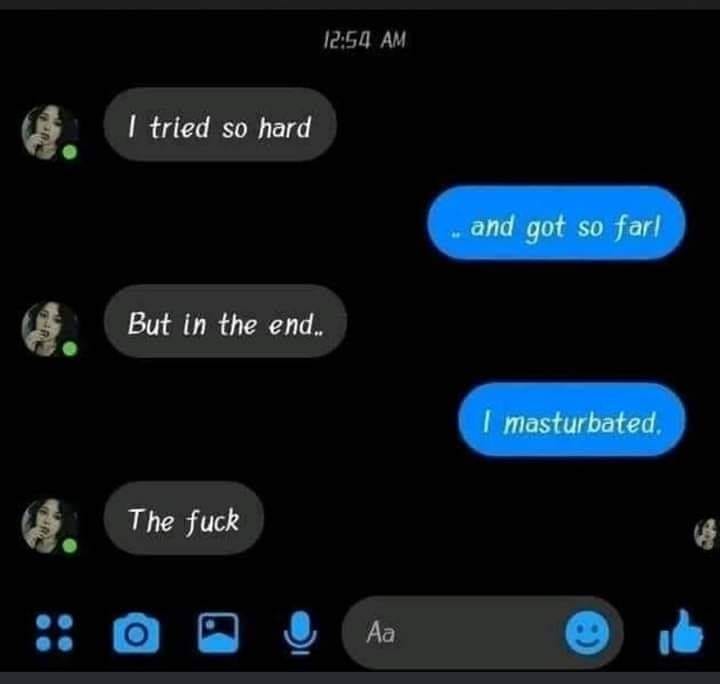 12:54 AM
I tried so hard
.. and got so far!
But in the end..
I masturbated.
The fuck
Aa